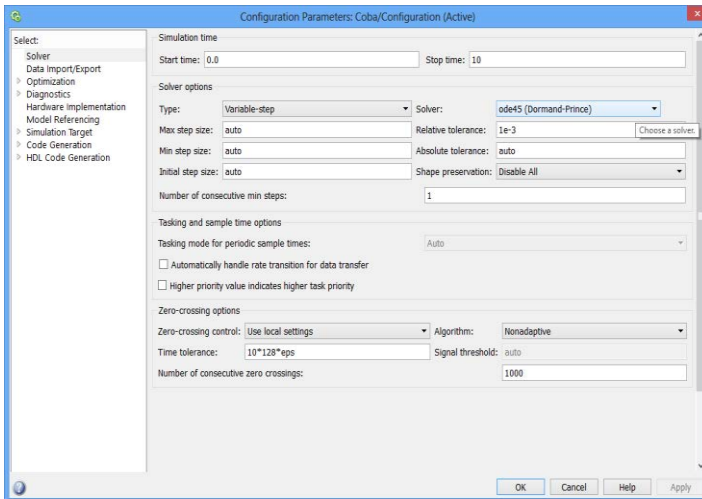 Configuration Parameters: Coba/Configuration (Active)
Select:
Solver
Data Import/Export
Optimization
Diagnostics
Hardware Implementation
Model Referencing
Simulation Target
Code Generation
HDL Code Generation
Simulation time
Start time: 0.0 Stop time: 10
Solver options
Type: Variable-step Solver: ode45 (Dormand-Prince)
Max step size: auto Relative tolerance: 1e-3 Choose a solver.
Min step size: auto Absolute tolerance: auto
Initial step size: auto Shape preservation: Disable All
Number of consecutive min steps: 1
Tasking and sample time options
Tasking mode for periodic sample times: Auto
Automatically handle rate transition for data transfer
Higher priority value indicates higher task priority
Zero-crossing options
Zero-crossing control: Use local settings Algorithm: Nonadaptive
Time tolerance: 10*128*eps Signal threshold: auto
Number of consecutive zero crossings: 1000
OK Cancel Help Apply